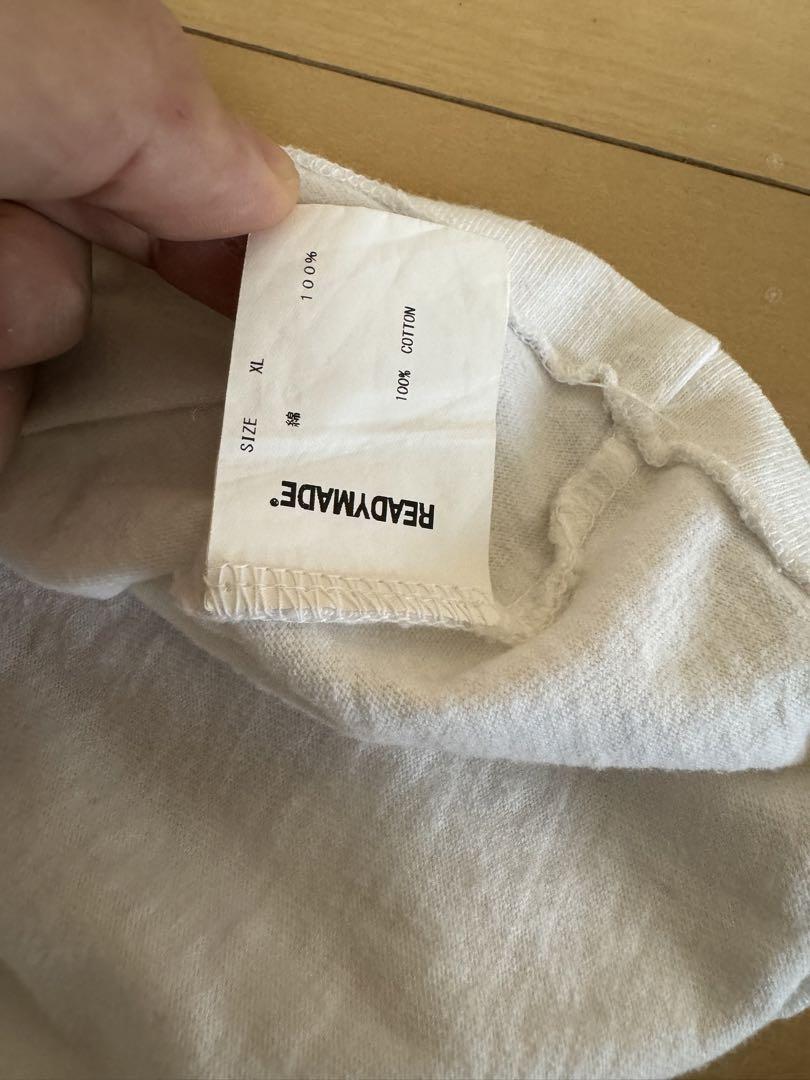 READYMADE®
SIZE XL
綿 100%
100% COTTON